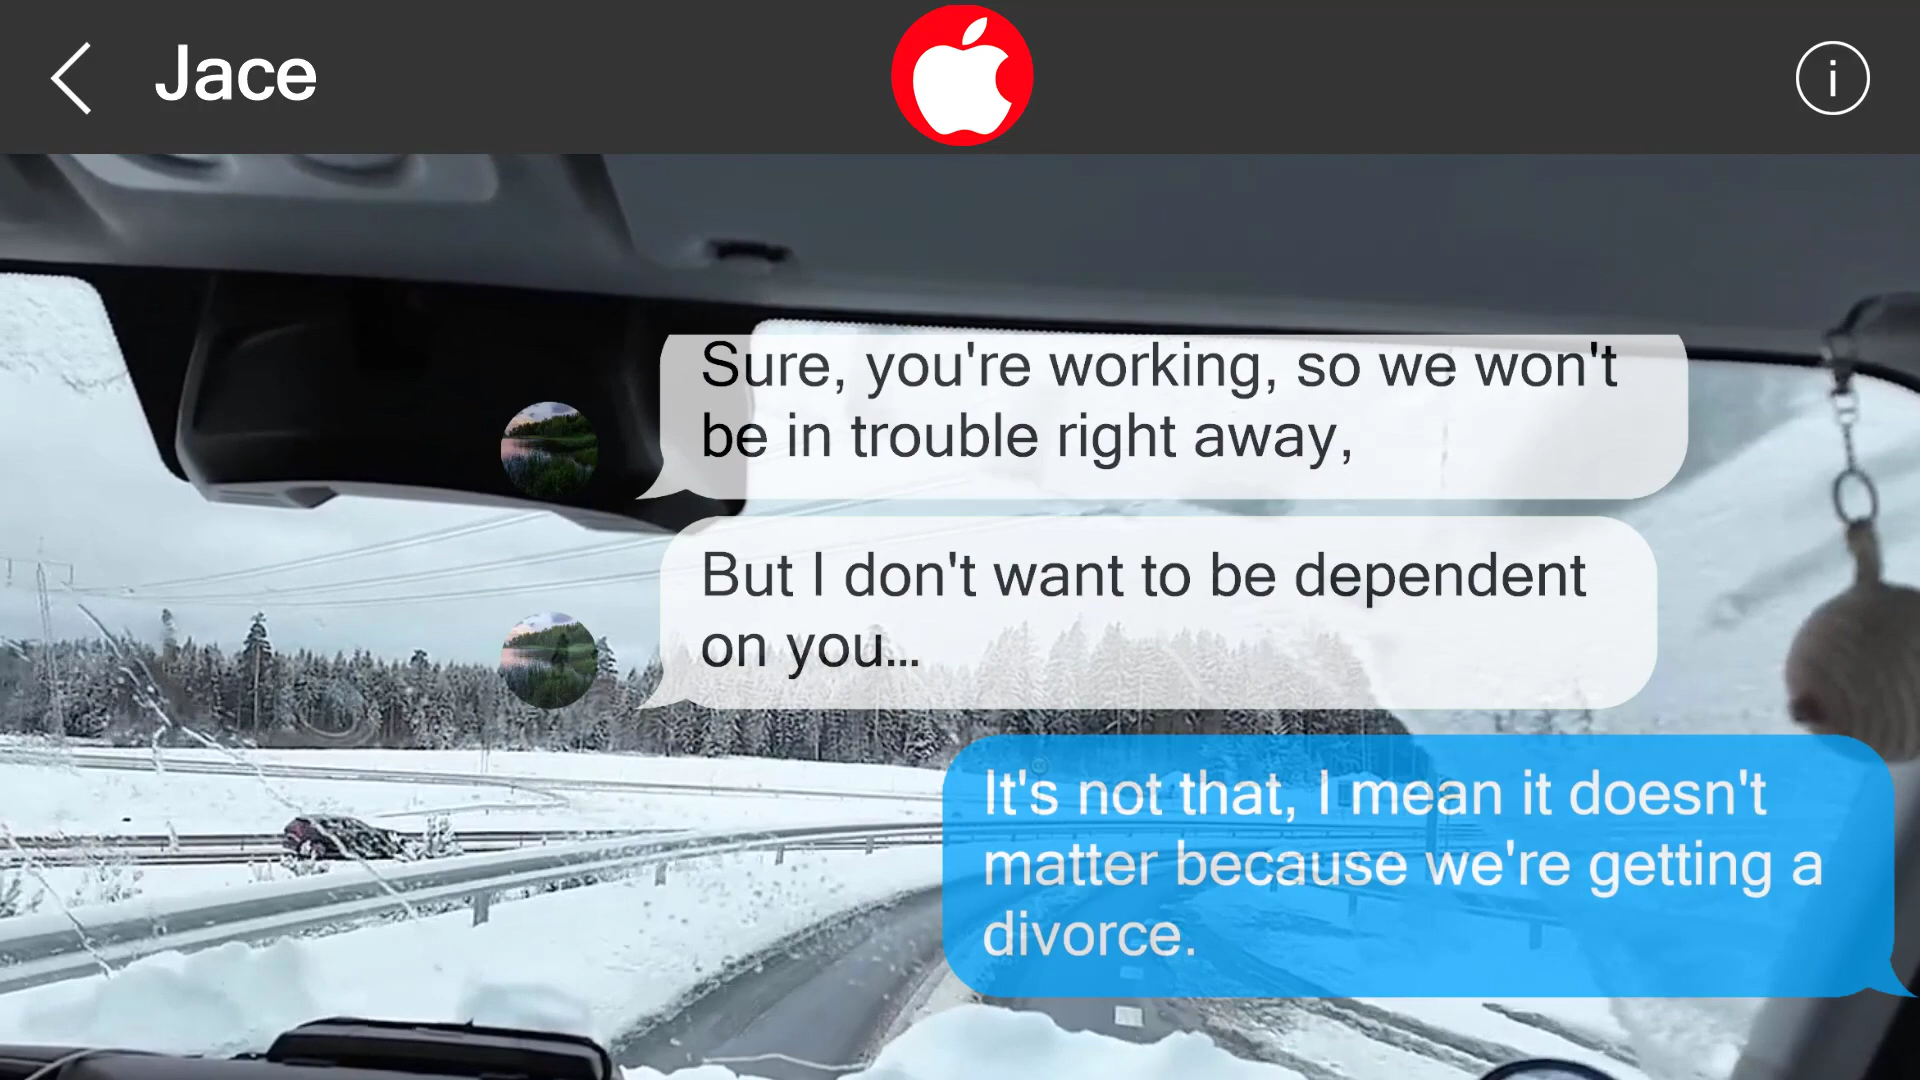 Jace
Sure, you're working, so we won't
be in trouble right away,
But I don't want to be dependent
on you...
It's not that, I mean it doesn't
matter because we're getting a
divorce.